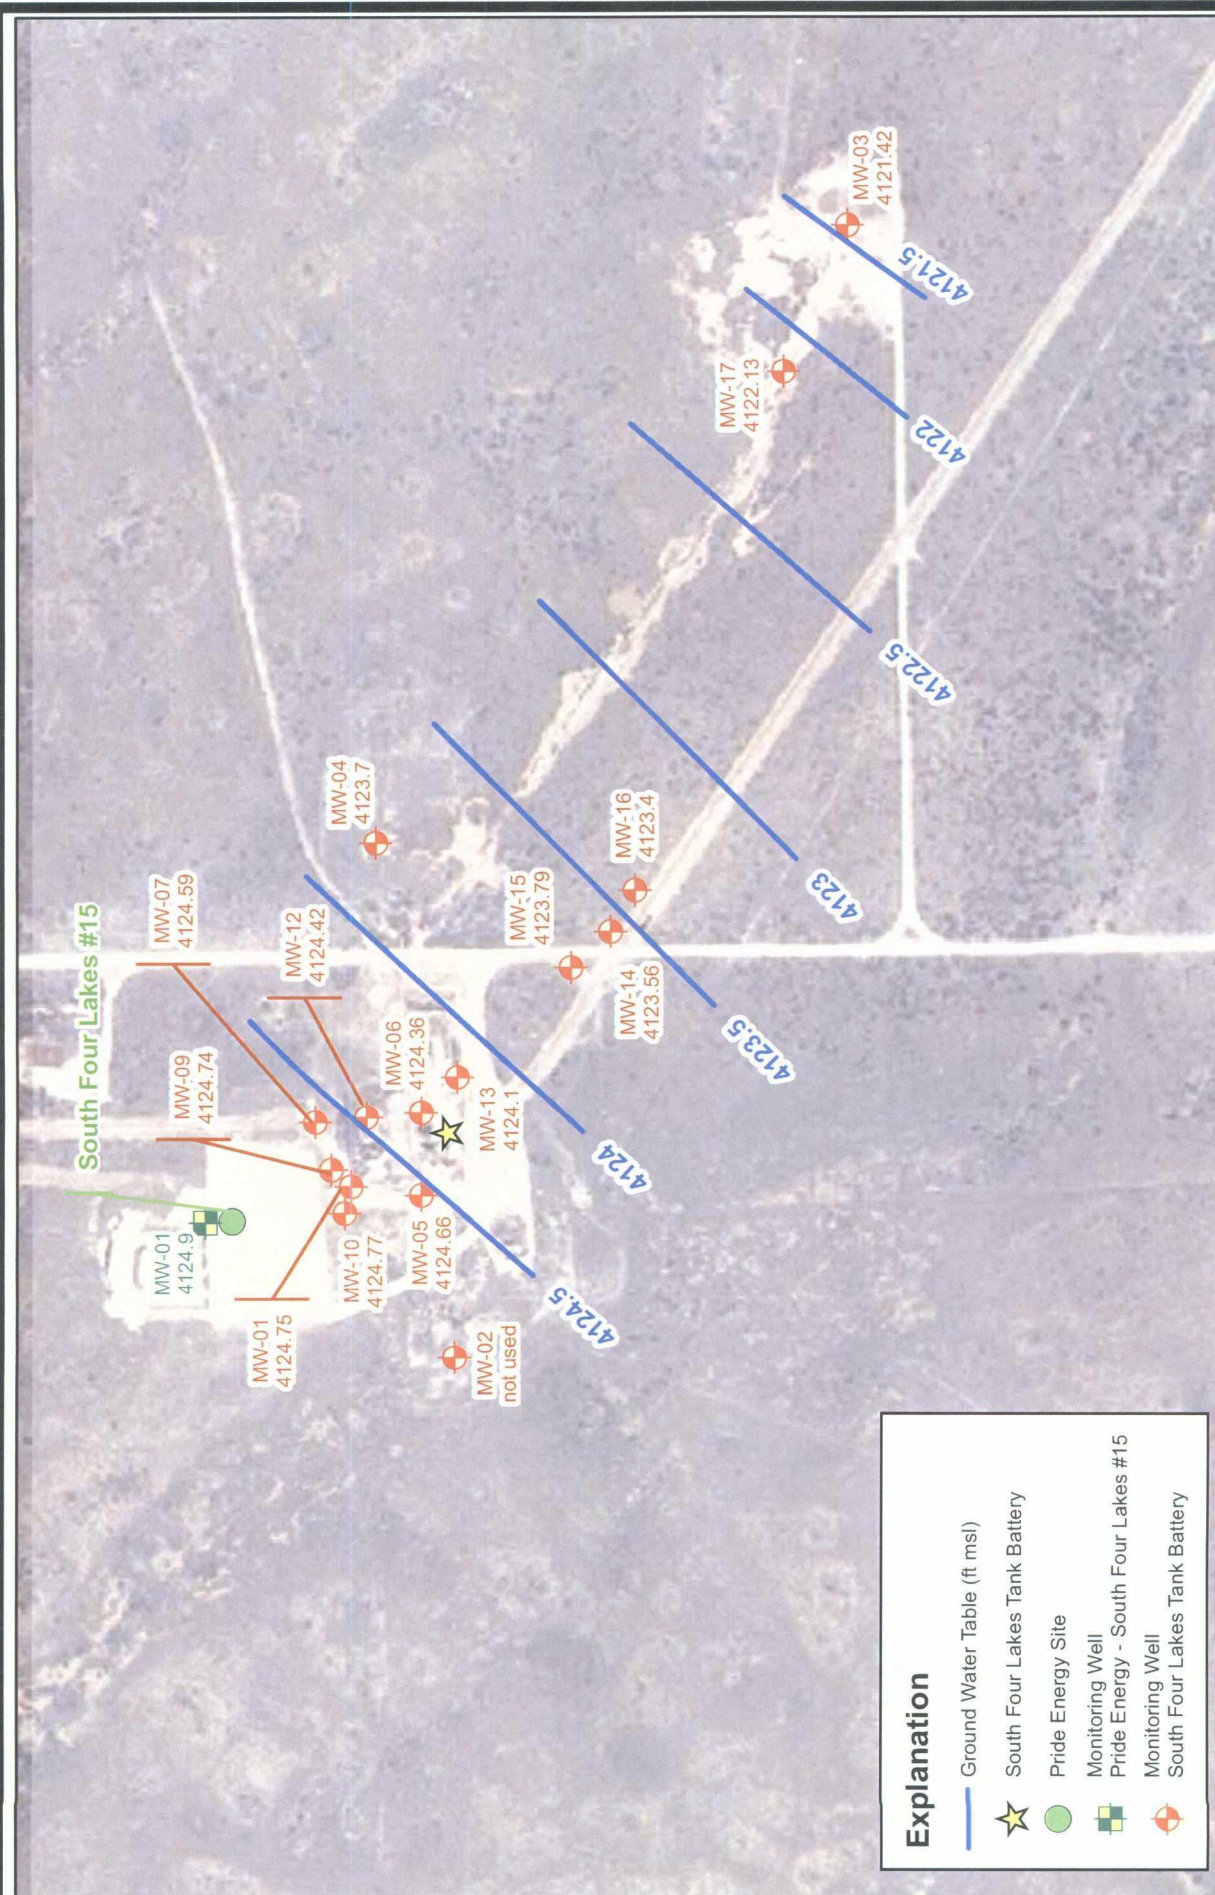 South Four Lakes #15
MW-01
4124.9
MW-09
4124.74
MW-07
4124.59
MW-12
4124.42
MW-04
4123.7
MW-01
4124.75
MW-10
4124.77
MW-05
4124.66
MW-06
4124.36
MW-02
not used
MW-13
4124.1
MW-15
4123.79
MW-14
4123.56
MW-16
4123.4
MW-17
4122.13
MW-03
4121.42
4124.5
4124
4123.5
4123
4122.5
4122
4121.5
Explanation
Ground Water Table (ft msl)
South Four Lakes Tank Battery
Pride Energy Site
Monitoring Well
Pride Energy - South Four Lakes #15
Monitoring Well
South Four Lakes Tank Battery